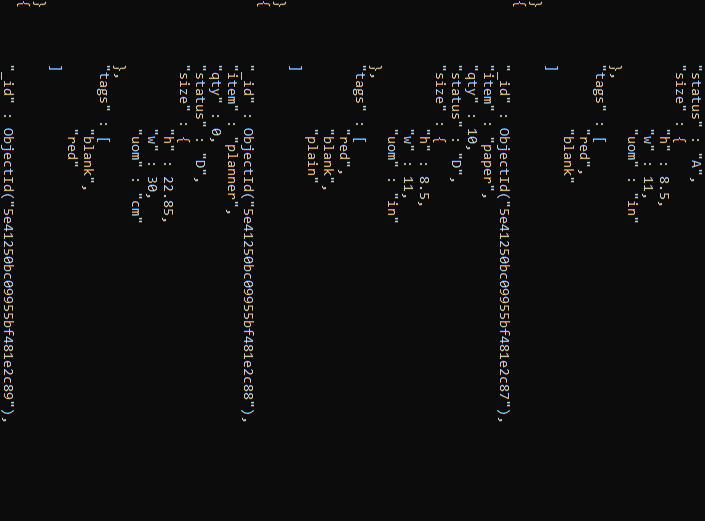 "status" : "A",
"size" : {
"h" : 8.5,
"w" : 11,
"uom" : "in"
},
"tags" : [
"red",
"blank"
]
}
{
"_id" : ObjectId("5e41250bc09955bf481e2c87"),
"item" : "paper",
"qty" : 10,
"status" : "D",
"size" : {
"h" : 8.5,
"w" : 11,
"uom" : "in"
},
"tags" : [
"red",
"blank",
"plain"
]
}
{
"_id" : ObjectId("5e41250bc09955bf481e2c88"),
"item" : "planner",
"qty" : 0,
"status" : "D",
"size" : {
"h" : 22.85,
"w" : 30,
"uom" : "cm"
},
"tags" : [
"blank",
"red"
]
}
{
"_id" : ObjectId("5e41250bc09955bf481e2c89"),